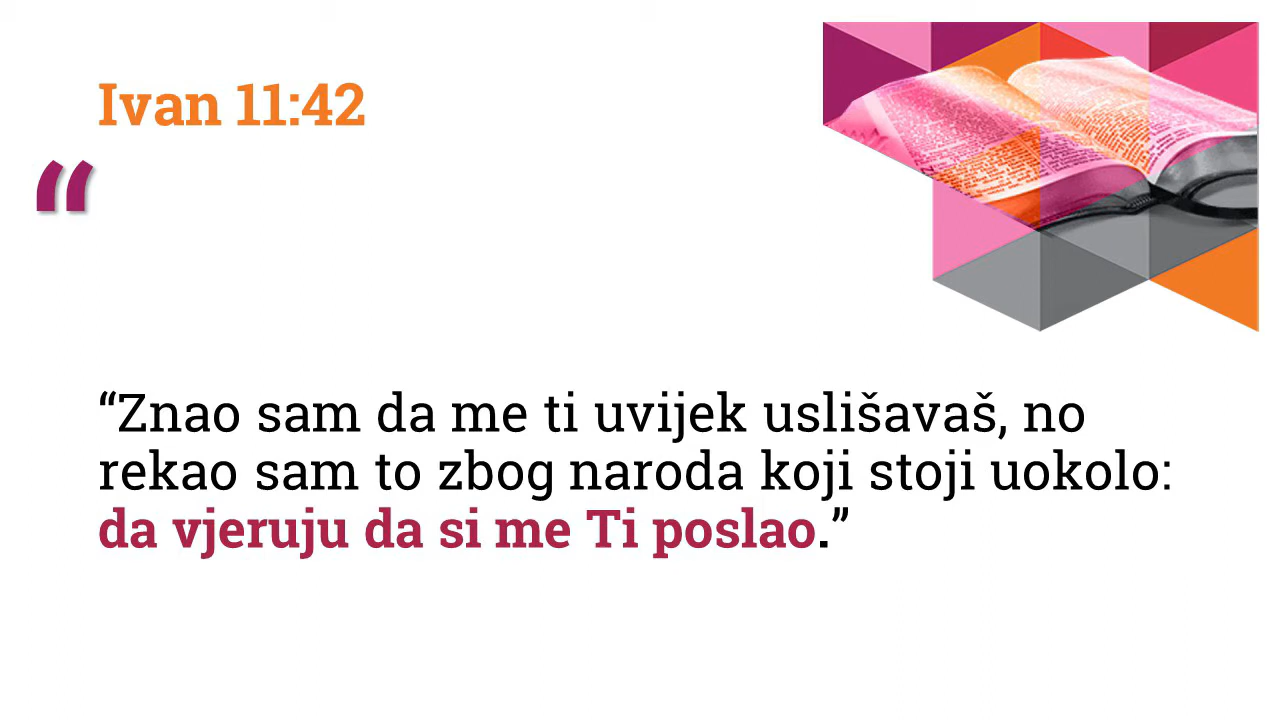 Ivan 11:42
“
“Znao sam da me ti uvijek uslišavaš, no
rekao sam to zbog naroda koji stoji uokolo:
da vjeruju da si me Ti poslao.”